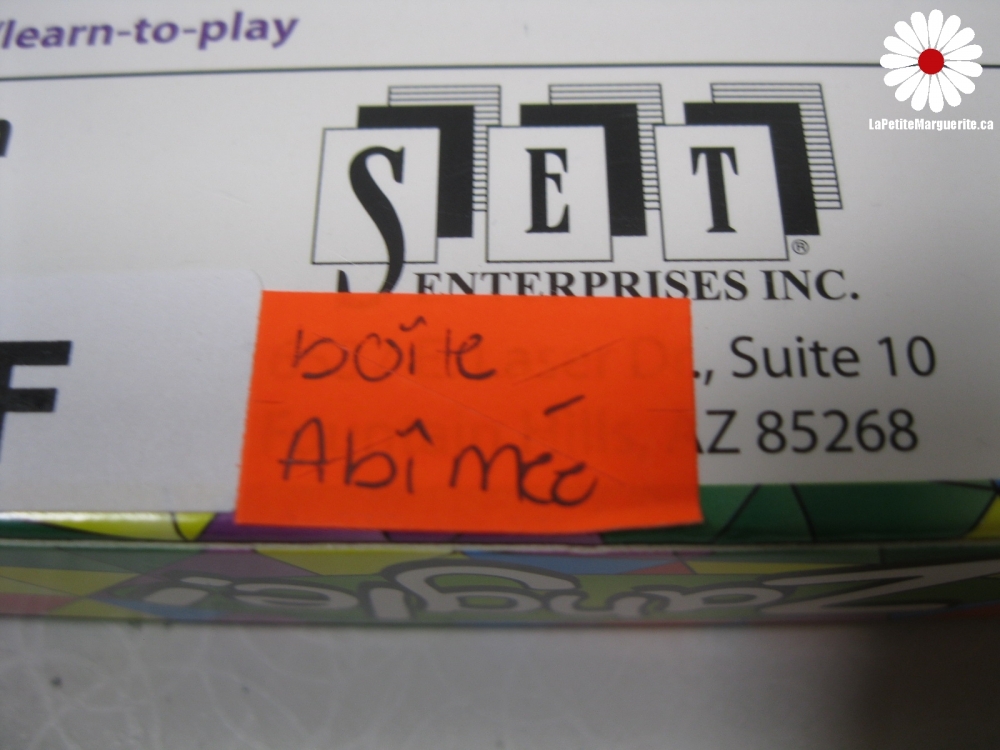 /learn-to-play
LaPetiteMarguerite.ca
SET®
ENTERPRISES INC.
boîte
Abîmée
., Suite 10
AZ 85268
F